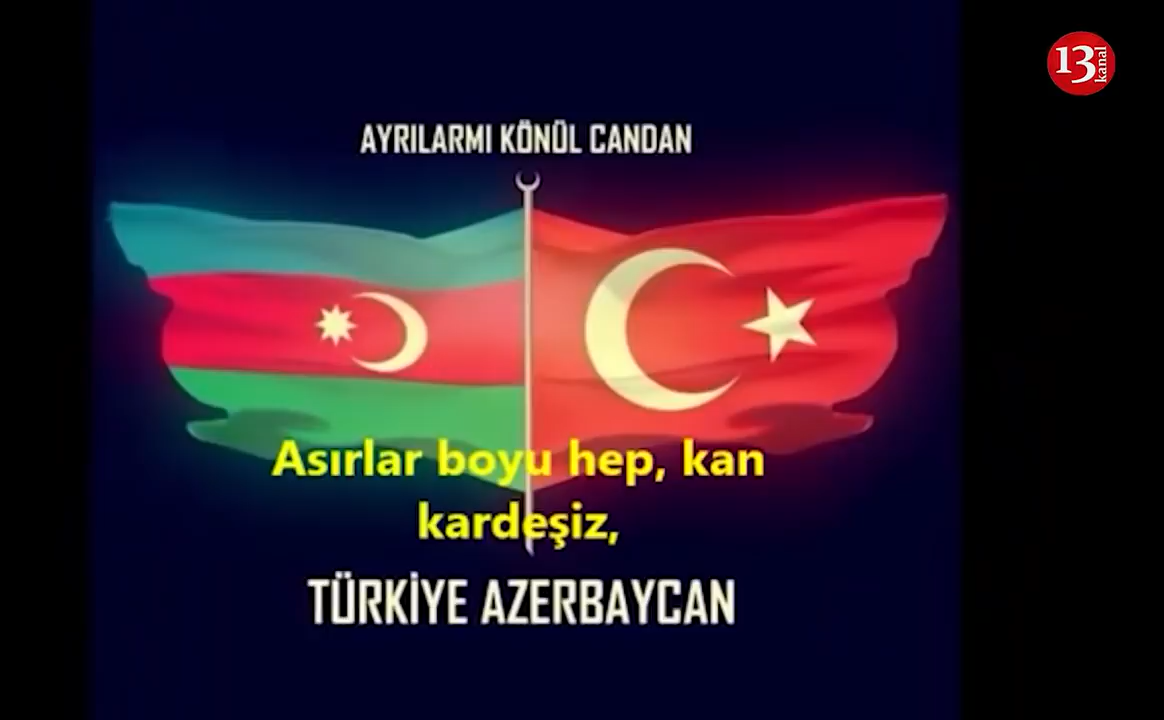 13 kanal
AYRILARMI KÖNÜL CANDAN
Asırlar boyu hep, kan
kardeşiz,
TÜRKİYE AZERBAYCAN